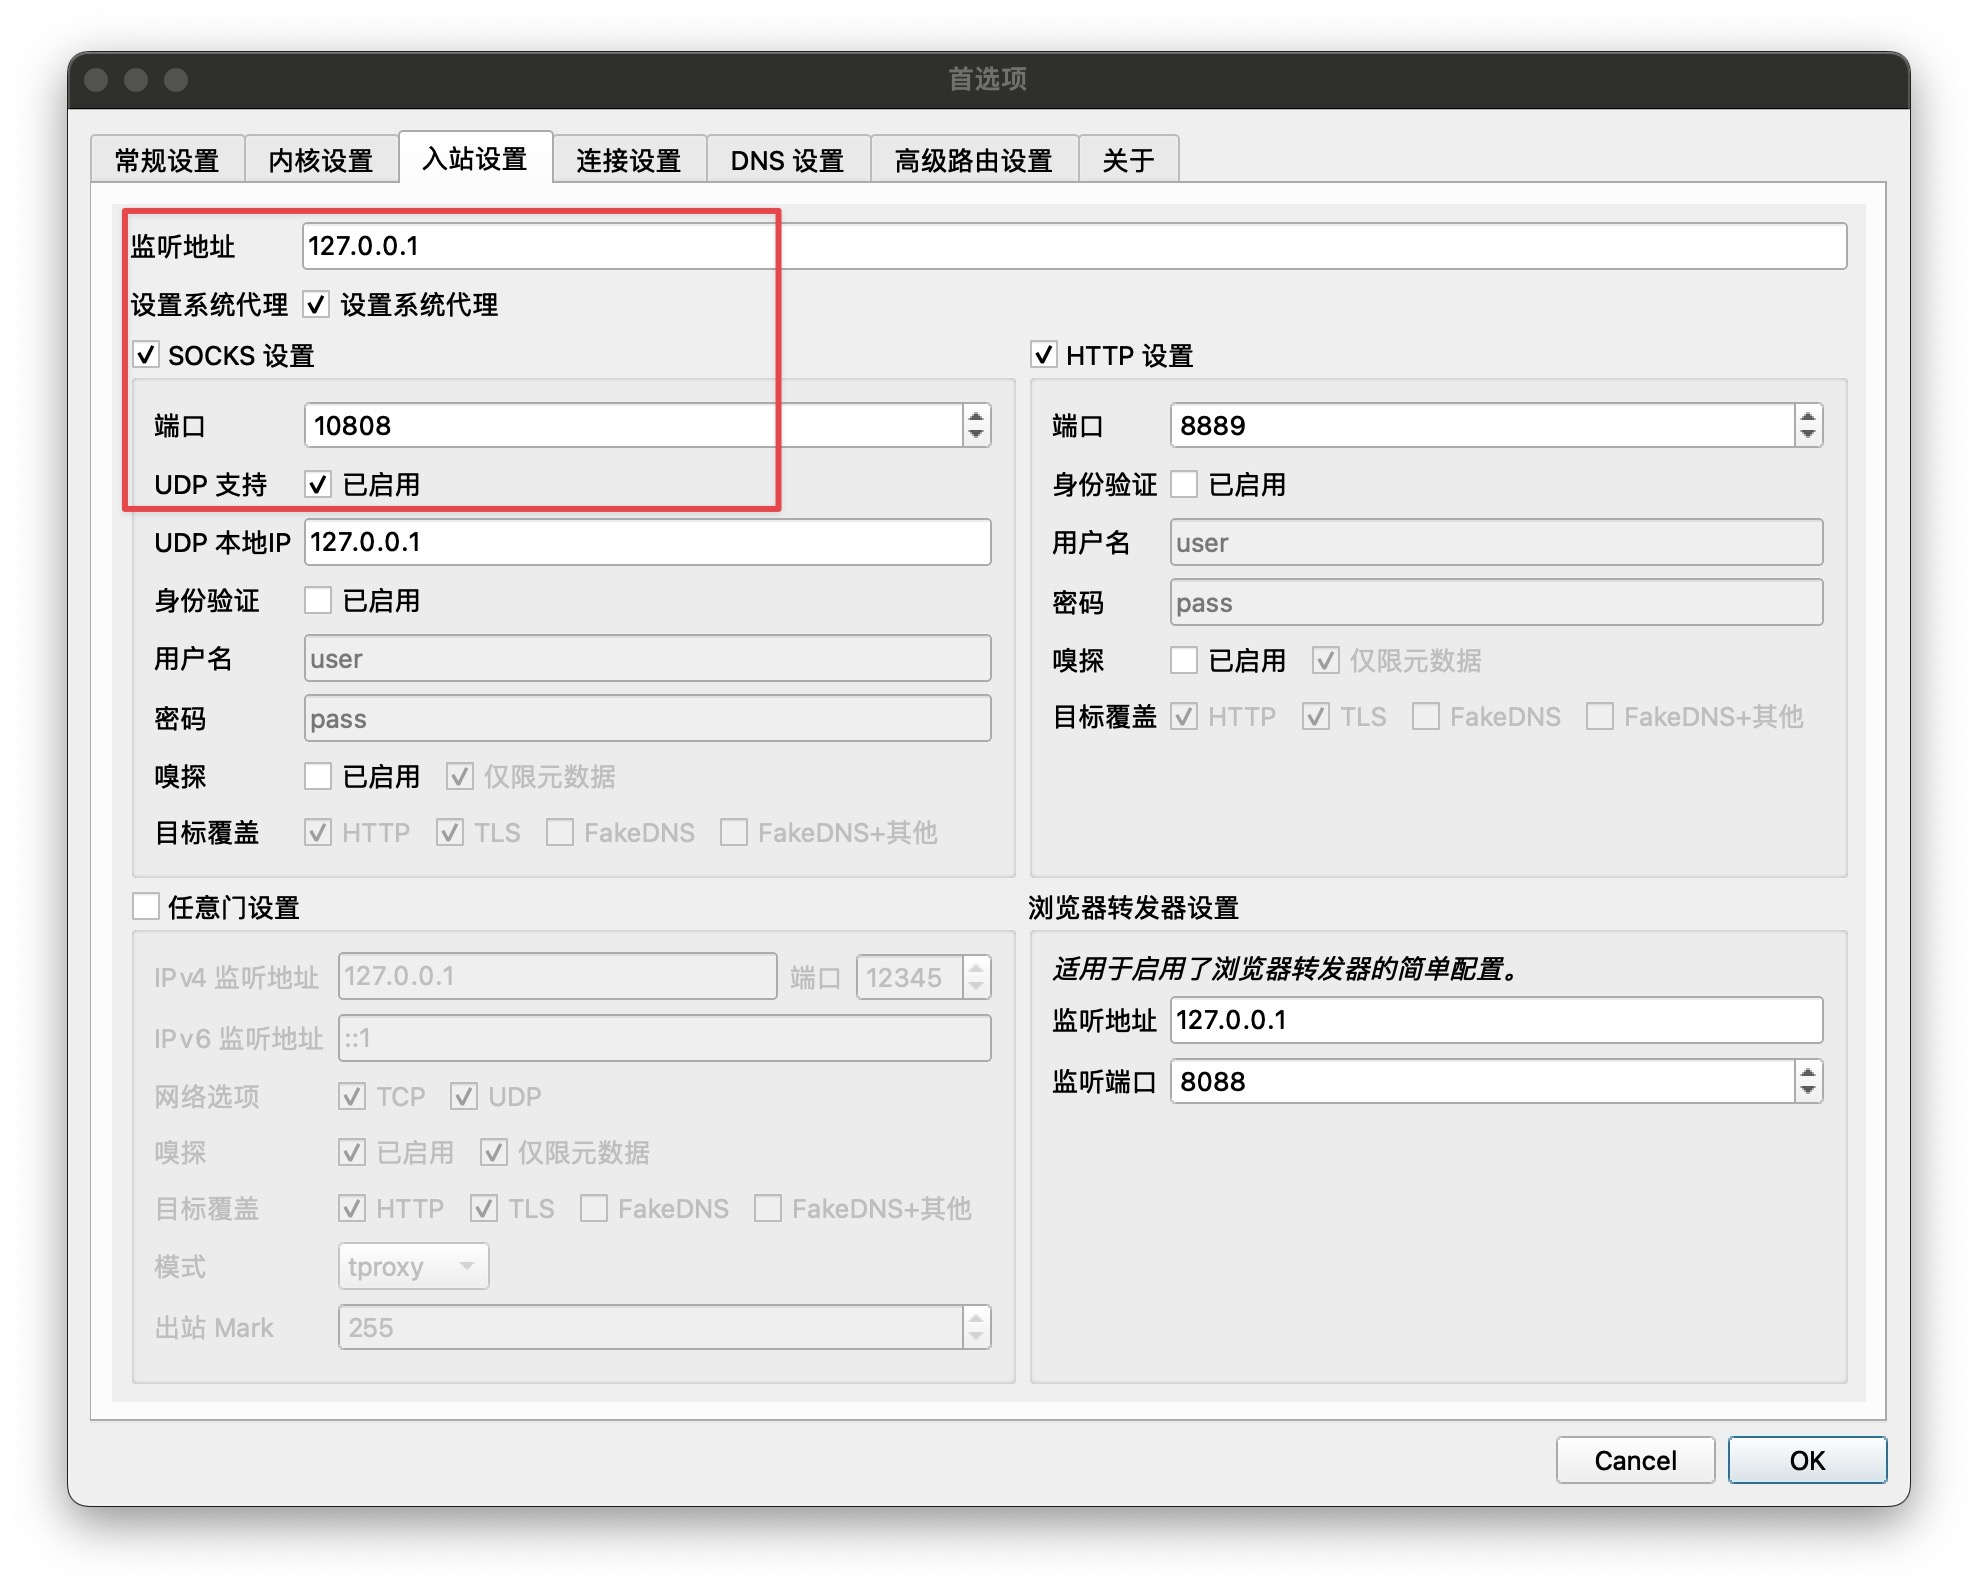 首选项
常规设置 内核设置 入站设置 连接设置 DNS 设置 高级路由设置 关于
监听地址 127.0.0.1
设置系统代理 设置系统代理
SOCKS 设置
端口 10808
UDP 支持 已启用
UDP 本地IP 127.0.0.1
身份验证 已启用
用户名 user
密码 pass
嗅探 已启用 仅限元数据
目标覆盖 HTTP TLS FakeDNS FakeDNS+其他
HTTP 设置
端口 8889
身份验证 已启用
用户名 user
密码 pass
嗅探 已启用 仅限元数据
目标覆盖 HTTP TLS FakeDNS FakeDNS+其他
任意门设置
IPv4 监听地址 127.0.0.1 端口 12345
IPv6 监听地址 ::1
网络选项 TCP UDP
嗅探 已启用 仅限元数据
目标覆盖 HTTP TLS FakeDNS FakeDNS+其他
模式 tproxy
出站 Mark 255
浏览器转发器设置
适用于启用了浏览器转发器的简单配置。
监听地址 127.0.0.1
监听端口 8088
Cancel OK